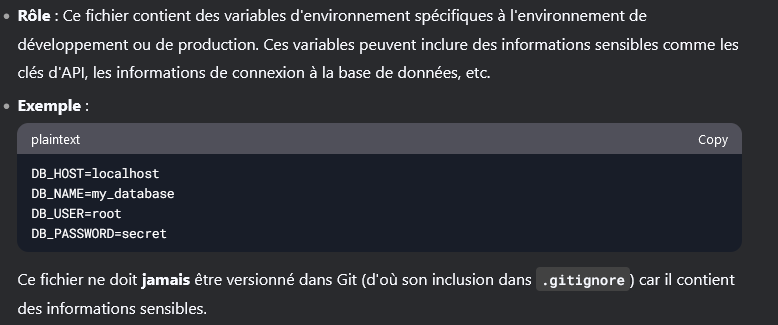 • Rôle : Ce fichier contient des variables d'environnement spécifiques à l'environnement de
développement ou de production. Ces variables peuvent inclure des informations sensibles comme les
clés d'API, les informations de connexion à la base de données, etc.
• Exemple :
plaintext Copy
DB_HOST=localhost
DB_NAME=my_database
DB_USER=root
DB_PASSWORD=secret
Ce fichier ne doit jamais être versionné dans Git (d'où son inclusion dans .gitignore) car il contient
des informations sensibles.